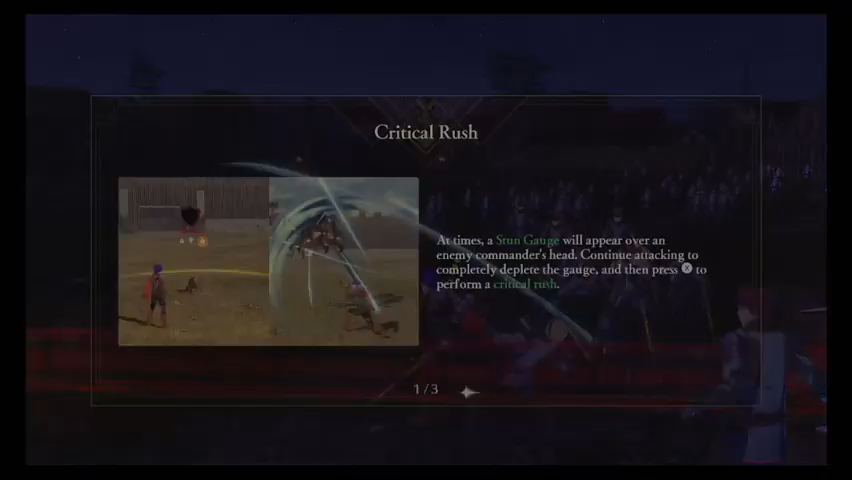 Critical Rush
At times, a Stun Gauge will appear over an
enemy commander's head. Continue attacking to
completely deplete the gauge, and then press X to
perform a critical rush.
1 / 3